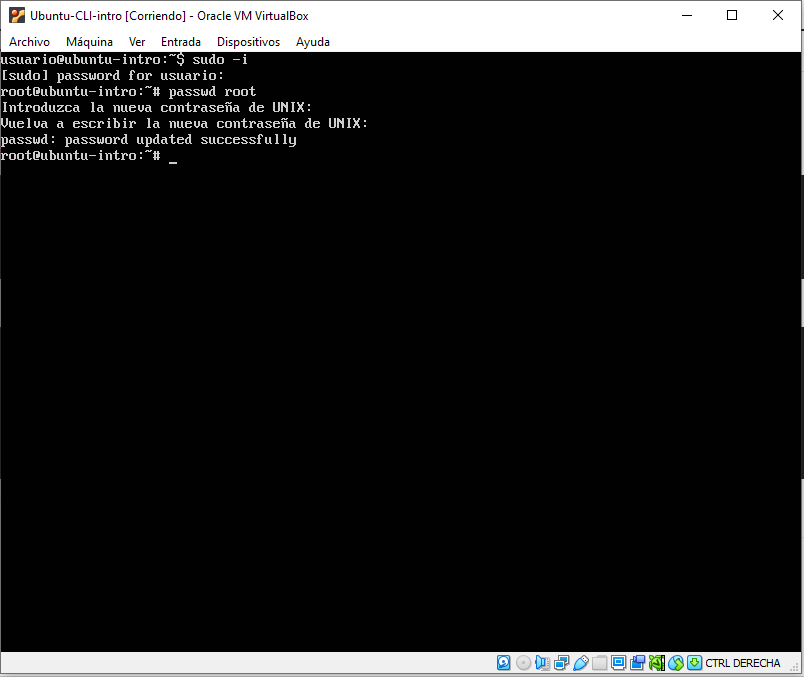 Ubuntu-CLI-intro [Corriendo] - Oracle VM VirtualBox
Archivo Máquina Ver Entrada Dispositivos Ayuda
usuario@ubuntu-intro:~$ sudo -i
[sudo] password for usuario:
root@ubuntu-intro:~# passwd root
Introduzca la nueva contraseña de UNIX:
Vuelva a escribir la nueva contraseña de UNIX:
passwd: password updated successfully
root@ubuntu-intro:~# _
CTRL DERECHA